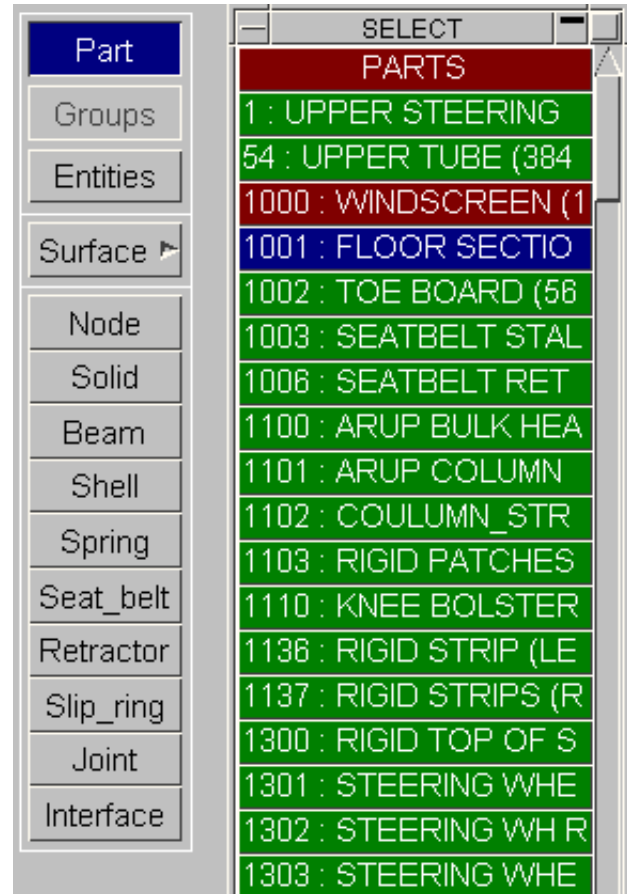 Part
Groups
Entities
Surface
Node
Solid
Beam
Shell
Spring
Seat_belt
Retractor
Slip_ring
Joint
Interface
SELECT
PARTS
1 : UPPER STEERING
54 : UPPER TUBE (384
1000 : WINDSCREEN (1
1001 : FLOOR SECTIO
1002 : TOE BOARD (56
1003 : SEATBELT STAL
1006 : SEATBELT RET
1100 : ARUP BULK HEA
1101 : ARUP COLUMN
1102 : COULUMN_STR
1103 : RIGID PATCHES
1110 : KNEE BOLSTER
1136 : RIGID STRIP (LE
1137 : RIGID STRIPS (R
1300 : RIGID TOP OF S
1301 : STEERING WHE
1302 : STEERING WH R
1303 : STEERING WHE